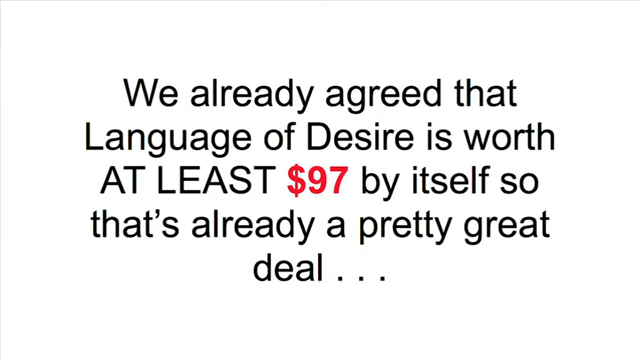 We already agreed that
Language of Desire is worth
AT LEAST $97 by itself so
that’s already a pretty great
deal . . .